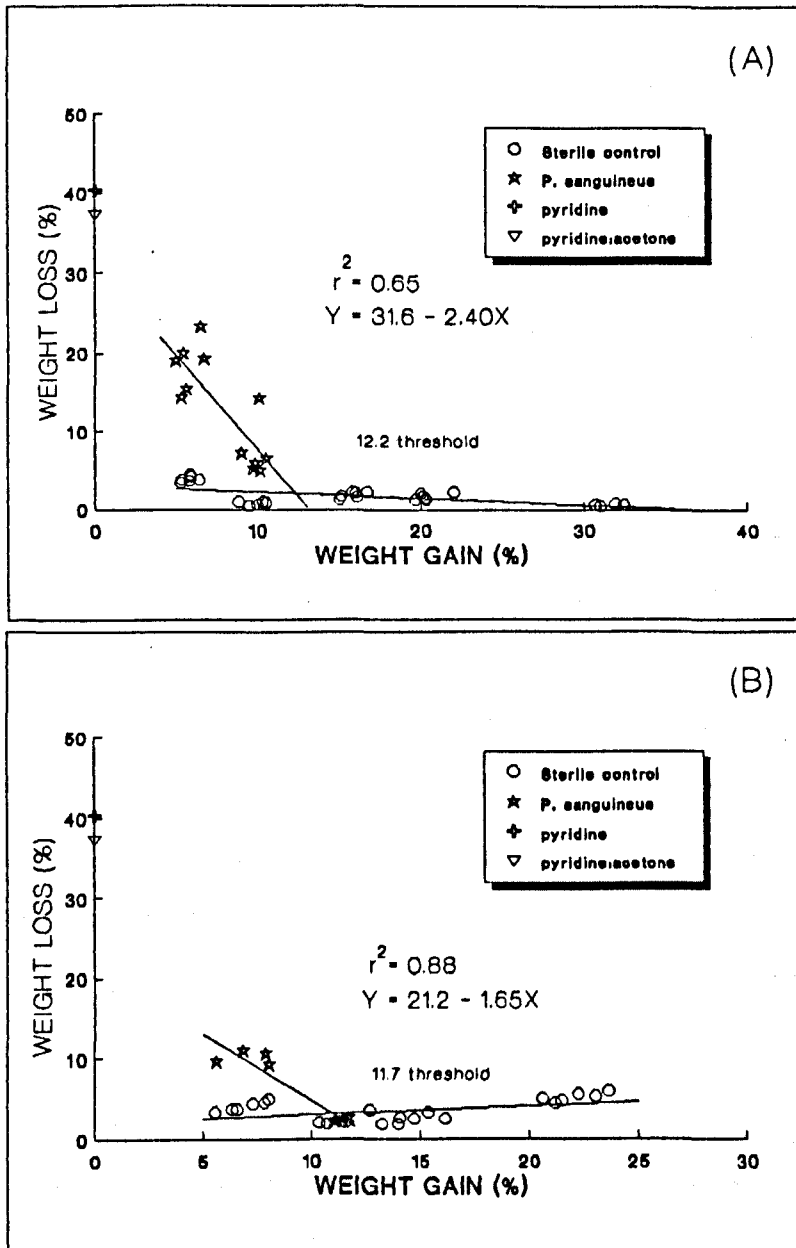 (A)
50
40
30
20
10
0
WEIGHT LOSS (%)
Sterile control
P. sanguineus
pyridine
pyridine:acetone
r² = 0.65
Y = 31.6 - 2.40X
12.2 threshold
0 10 20 30 40
WEIGHT GAIN (%)
(B)
50
40
30
20
10
0
WEIGHT LOSS (%)
Sterile control
P. sanguineus
pyridine
pyridine:acetone
r² = 0.88
Y = 21.2 - 1.65X
11.7 threshold
0 5 10 15 20 25 30
WEIGHT GAIN (%)